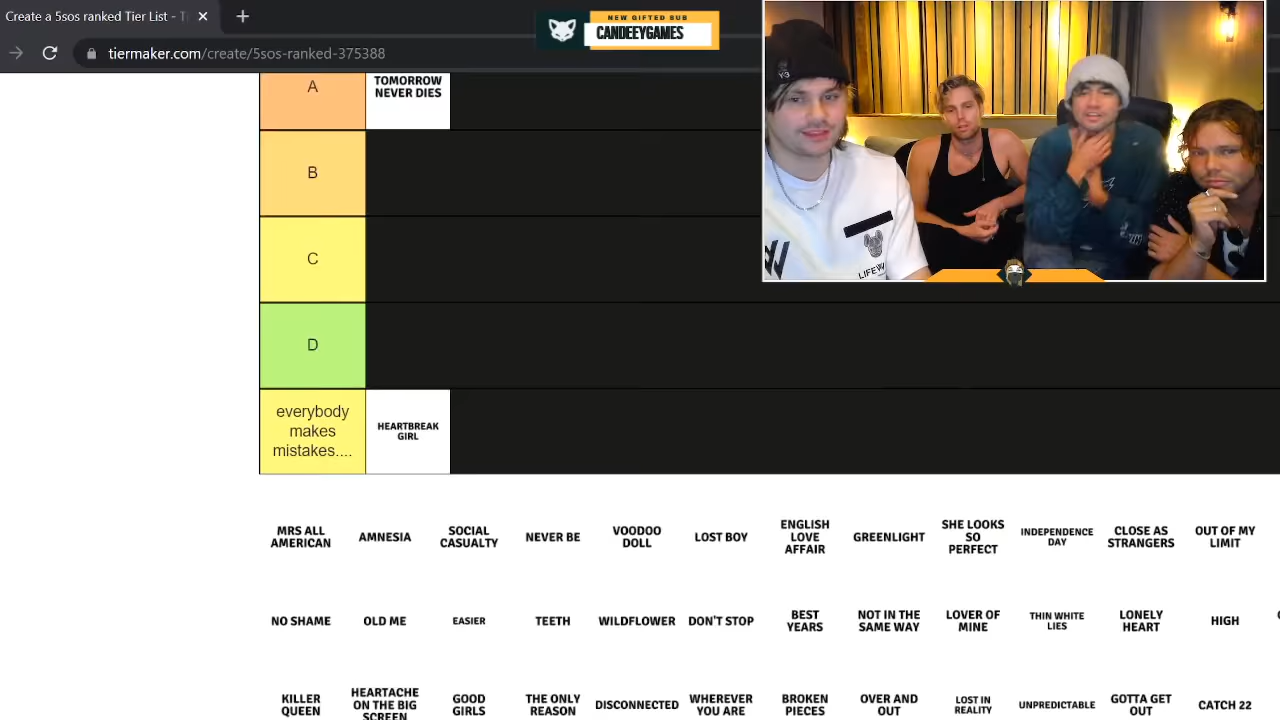 Create a 5sos ranked Tier List - T
tiermaker.com/create/5sos-ranked-375388
NEW GIFTED SUB
CANDEEYGAMES
Y-3
LIFEW
A
TOMORROW
NEVER DIES
B
C
D
everybody
makes
mistakes....
HEARTBREAK
GIRL
MRS ALL
AMERICAN
AMNESIA
SOCIAL
CASUALTY
NEVER BE
VOODOO
DOLL
LOST BOY
ENGLISH
LOVE
AFFAIR
GREENLIGHT
SHE LOOKS
SO
PERFECT
INDEPENDENCE
DAY
CLOSE AS
STRANGERS
OUT OF MY
LIMIT
NO SHAME
OLD ME
EASIER
TEETH
WILDFLOWER
DON'T STOP
BEST
YEARS
NOT IN THE
SAME WAY
LOVER OF
MINE
THIN WHITE
LIES
LONELY
HEART
HIGH
KILLER
QUEEN
HEARTACHE
ON THE BIG
SCREEN
GOOD
GIRLS
THE ONLY
REASON
DISCONNECTED
WHEREVER
YOU ARE
BROKEN
PIECES
OVER AND
OUT
LOST IN
REALITY
UNPREDICTABLE
GOTTA GET
OUT
CATCH 22